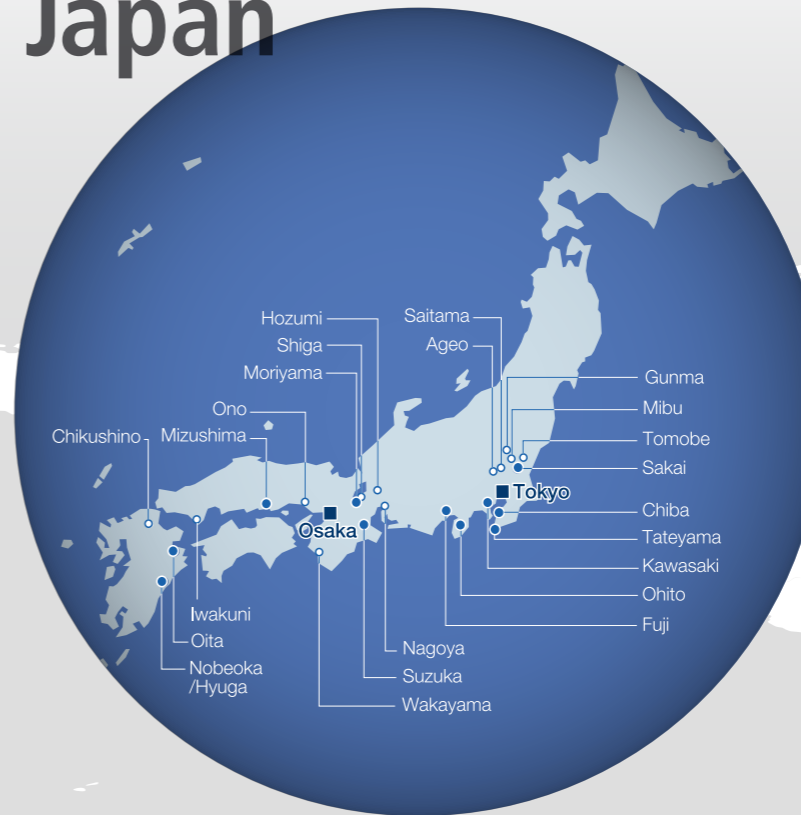 Japan
Hozumi
Shiga
Moriyama
Ono
Chikushino
Mizushima
Saitama
Ageo
Gunma
Mibu
Tomobe
Sakai
Tokyo
Osaka
Chiba
Tateyama
Kawasaki
Ohito
Fuji
Iwakuni
Oita
Nobeoka
/Hyuga
Nagoya
Suzuka
Wakayama